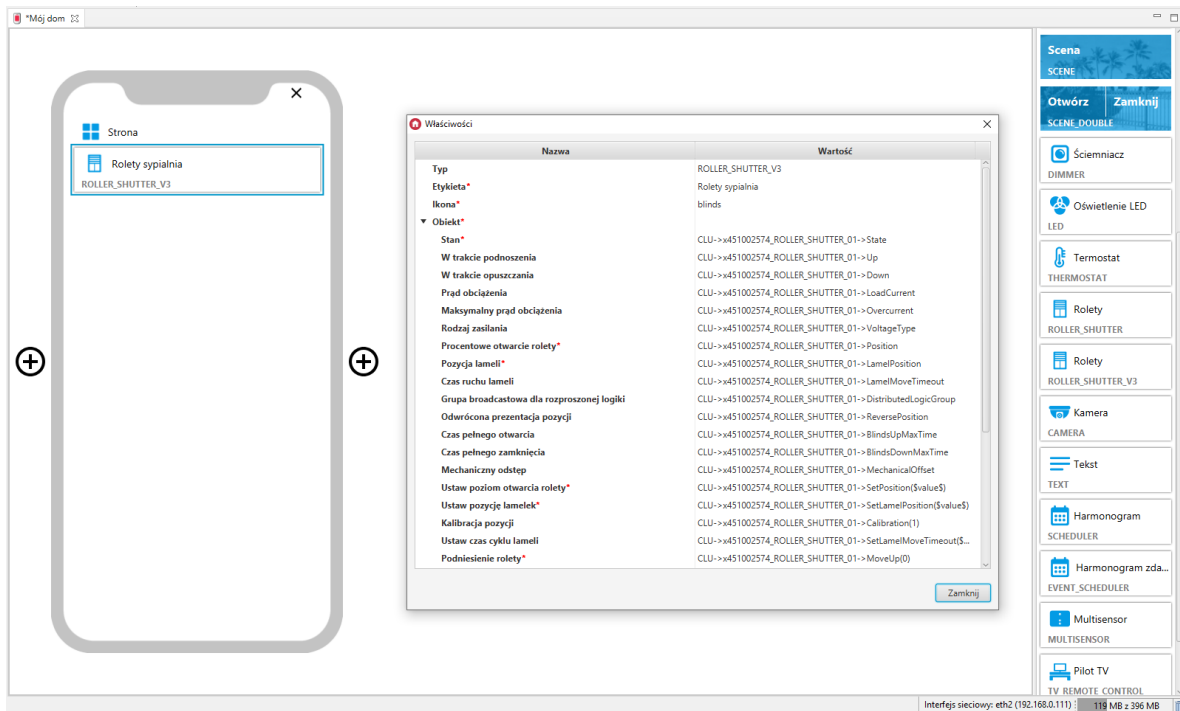 *Mój dom
Strona
Rolety sypialnia
ROLLER_SHUTTER_V3
Właściwości
Nazwa Wartość
Typ ROLLER_SHUTTER_V3
Etykieta* Rolety sypialnia
Ikona* blinds
Obiekt*
Stan* CLU->x451002574_ROLLER_SHUTTER_01->State
W trakcie podnoszenia CLU->x451002574_ROLLER_SHUTTER_01->Up
W trakcie opuszczania CLU->x451002574_ROLLER_SHUTTER_01->Down
Prąd obciążenia CLU->x451002574_ROLLER_SHUTTER_01->LoadCurrent
Maksymalny prąd obciążenia CLU->x451002574_ROLLER_SHUTTER_01->Overcurrent
Rodzaj zasilania CLU->x451002574_ROLLER_SHUTTER_01->VoltageType
Procentowe otwarcie rolety* CLU->x451002574_ROLLER_SHUTTER_01->Position
Pozycja lameli* CLU->x451002574_ROLLER_SHUTTER_01->LamelPosition
Czas ruchu lameli CLU->x451002574_ROLLER_SHUTTER_01->LamelMoveTimeout
Grupa broadcastowa dla rozproszonej logiki CLU->x451002574_ROLLER_SHUTTER_01->DistributedLogicGroup
Odwrócona prezentacja pozycji CLU->x451002574_ROLLER_SHUTTER_01->ReversePosition
Czas pełnego otwarcia CLU->x451002574_ROLLER_SHUTTER_01->BlindsUpMaxTime
Czas pełnego zamknięcia CLU->x451002574_ROLLER_SHUTTER_01->BlindsDownMaxTime
Mechaniczny odstęp CLU->x451002574_ROLLER_SHUTTER_01->MechanicalOffset
Ustaw poziom otwarcia rolety* CLU->x451002574_ROLLER_SHUTTER_01->SetPosition($value$)
Ustaw pozycję lamelek* CLU->x451002574_ROLLER_SHUTTER_01->SetLamelPosition($value$)
Kalibracja pozycji CLU->x451002574_ROLLER_SHUTTER_01->Calibration(1)
Ustaw czas cyklu lameli CLU->x451002574_ROLLER_SHUTTER_01->SetLamelMoveTimeout($...
Podniesienie rolety* CLU->x451002574_ROLLER_SHUTTER_01->MoveUp(0)
Zamknij
Scena
SCENE
Otwórz Zamknij
SCENE_DOUBLE
Ściemniacz
DIMMER
Oświetlenie LED
LED
Termostat
THERMOSTAT
Rolety
ROLLER_SHUTTER
Rolety
ROLLER_SHUTTER_V3
Kamera
CAMERA
Tekst
TEXT
Harmonogram
SCHEDULER
Harmonogram zda...
EVENT_SCHEDULER
Multisensor
MULTISENSOR
Pilot TV
TV_REMOTE_CONTROL
Interfejs sieciowy: eth2 (192.168.0.111) 119 MB z 396 MB